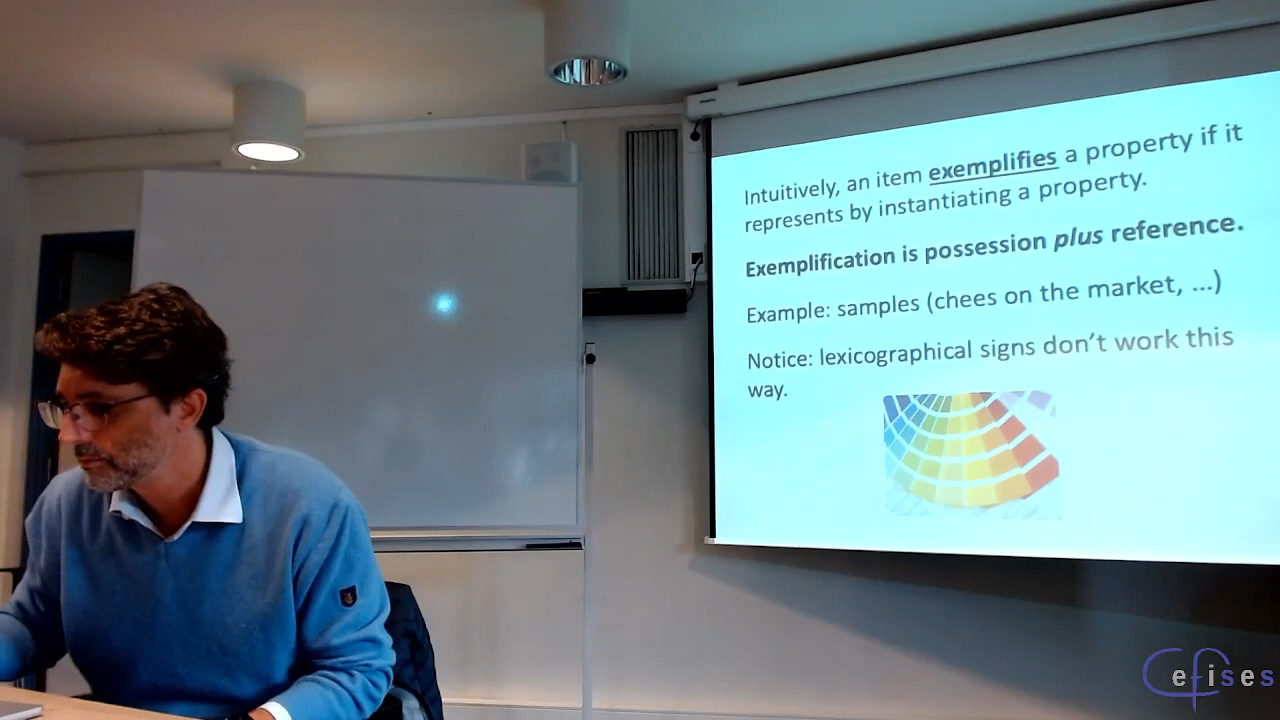 Intuitively, an item exemplifies a property if it
represents by instantiating a property.
Exemplification is possession plus reference.
Example: samples (chees on the market, ...)
Notice: lexicographical signs don't work this
way.
Cefises